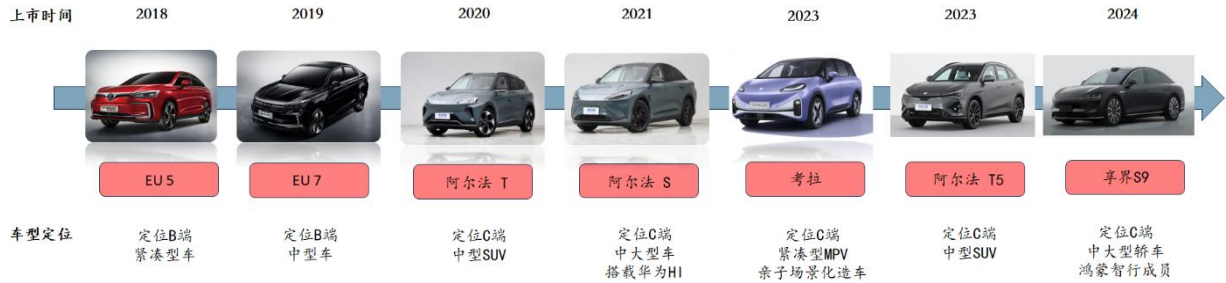 上市时间 2018 2019 2020 2021 2023 2023 2024
EU 5 EU 7 阿尔法 T 阿尔法 S 考拉 阿尔法 T5 享界S9
车型定位 定位B端 定位B端 定位C端 定位C端 定位C端 定位C端 定位C端
紧凑型车 中型车 中型SUV 中大型车 紧凑型MPV 中型SUV 中大型轿车
搭载华为HI 亲子场景化造车 鸿蒙智行成员